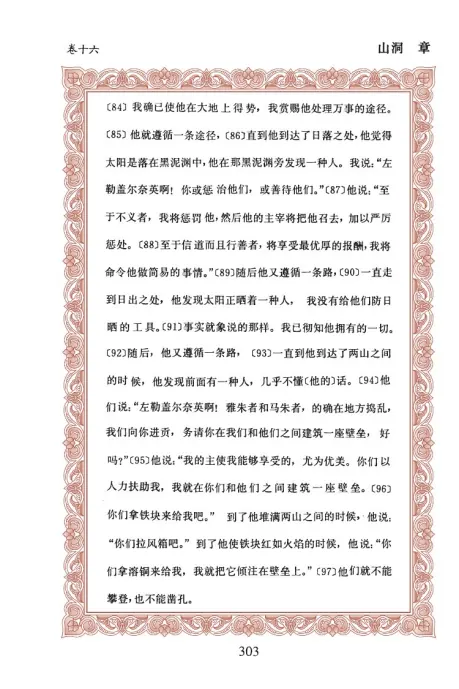 卷十六
山洞 章
〔84〕我确已使他在大地上得势，我赏赐他处理万事的途径。
〔85〕他就遵循一条途径，〔86〕直到他到达了日落之处，他觉得
太阳是落在黑泥渊中，他在那黑泥渊旁发现一种人。我说：“左
勒盖尔奈英啊！你或惩治他们，或善待他们。”〔87〕他说：“至
于不义者，我将惩罚他，然后他的主宰将把他召去，加以严厉
惩处。〔88〕至于信道而且行善者，将享受最优厚的报酬，我将
命令他做简易的事情。”〔89〕随后他又遵循一条路，〔90〕一直走
到日出之处，他发现太阳正晒着一种人， 我没有给他们防日
晒的工具。〔91〕事实就象说的那样。我已彻知他拥有的一切。
〔92〕随后，他又遵循一条路，〔93〕一直到他到达了两山之间
的时候，他发现前面有一种人，几乎不懂〔他的〕话。〔94〕他
们说：“左勒盖尔奈英啊！雅朱者和马朱者，的确在地方捣乱，
我们向你进贡，务请你在我们和他们之间建筑一座壁垒，好
吗？”〔95〕他说：“我的主使我能够享受的，尤为优美。你们以
人力扶助我，我就在你们和他们之间建筑一座壁垒。〔96〕
你们拿铁块来给我吧。” 到了他堆满两山之间的时候，他说：
“你们拉风箱吧。”到了他使铁块红如火焰的时候，他说：“你
们拿溶铜来给我，我就把它倾注在壁垒上。”〔97〕他们就不能
攀登，也不能凿孔。
303